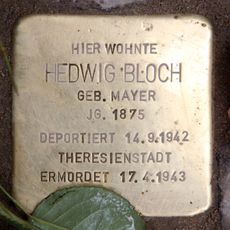 HIER WOHNTE
HEDWIG BLOCH
GEB. MAYER
JG. 1875
DEPORTIERT 14.9.1942
THERESIENSTADT
ERMORDET 17.4.1943